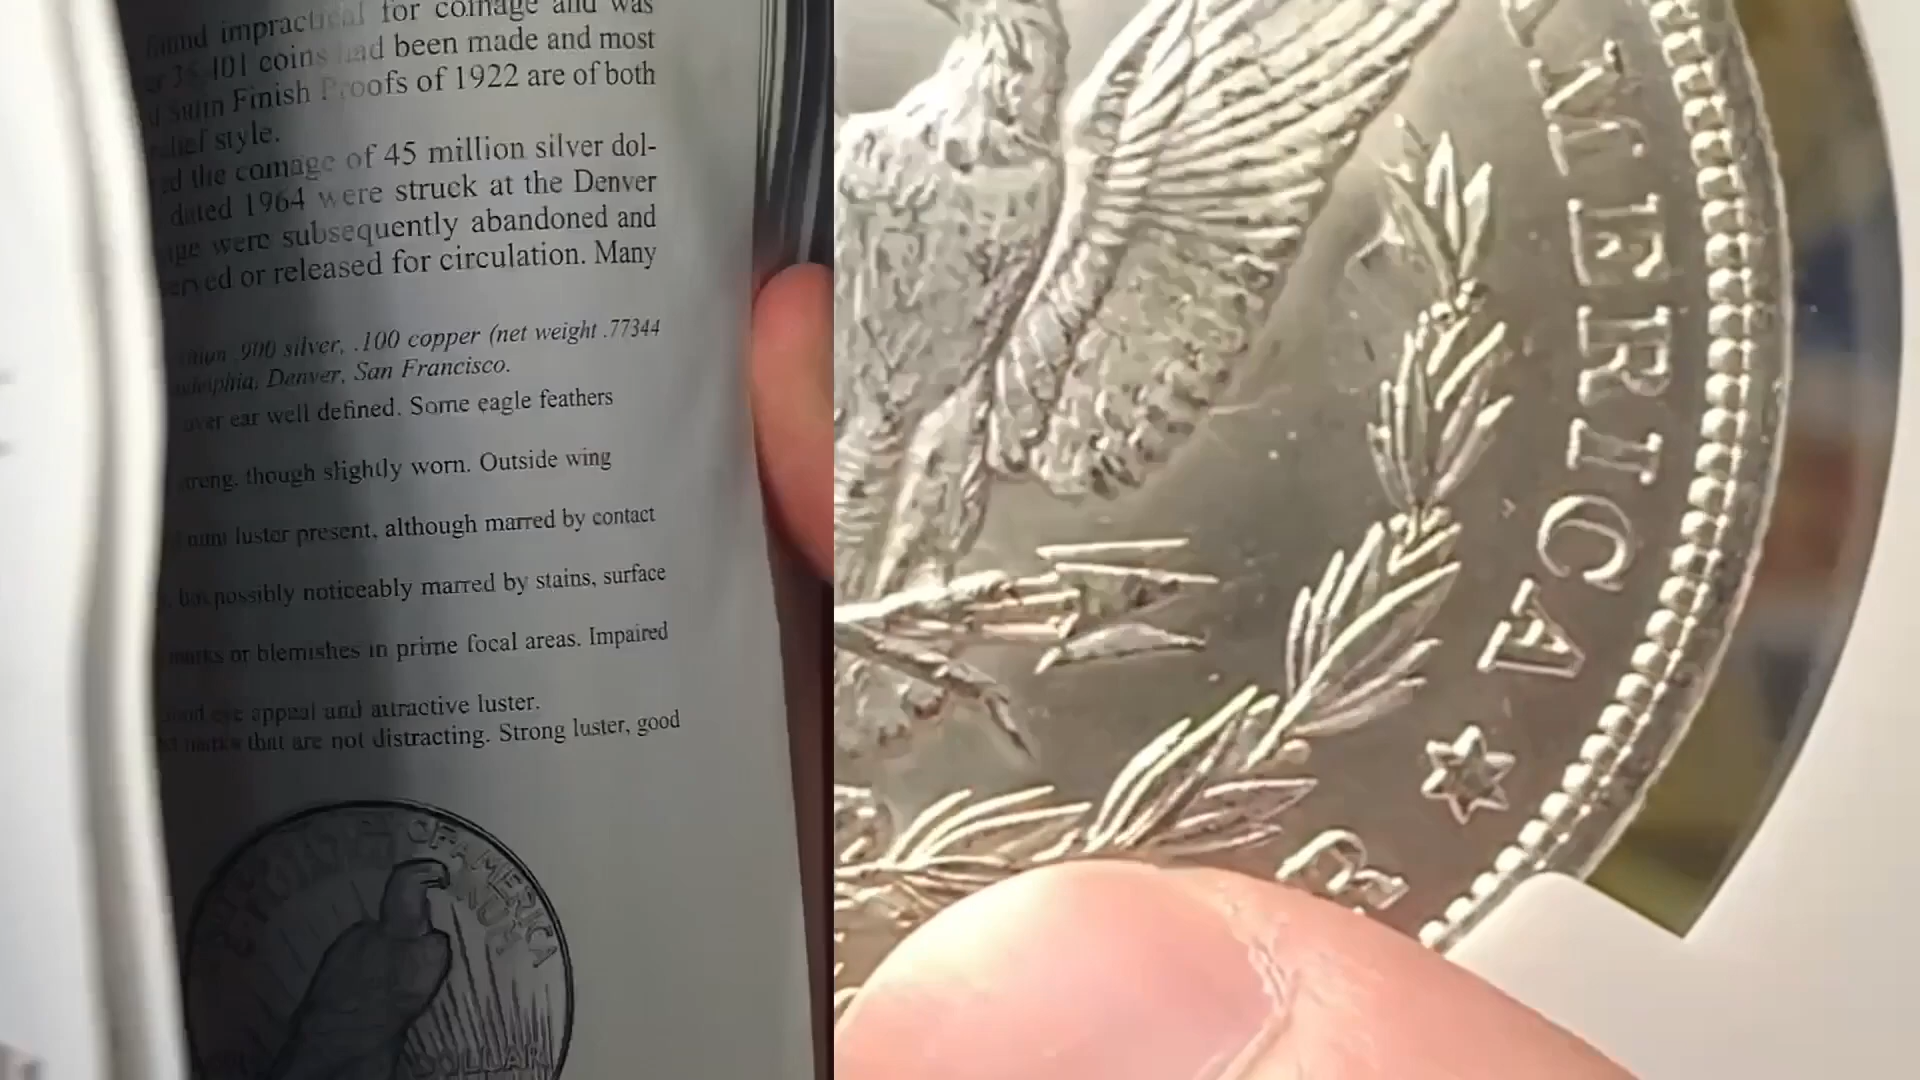 impractical for coinage and was
101 coins had been made and most
Satin Finish Proofs of 1922 are of both
relief style.
the coinage of 45 million silver dol-
dated 1964 were struck at the Denver
were subsequently abandoned and
or released for circulation. Many
.900 silver, .100 copper (net weight .77344
Denver, San Francisco.
over ear well defined. Some eagle feathers
though slightly worn. Outside wing
luster present, although marred by contact
but possibly noticeably marred by stains, surface
marks or blemishes in prime focal areas. Impaired
eye appeal and attractive luster.
marks that are not distracting. Strong luster, good
OF AMERICA
DOLLAR
AMERICA
R